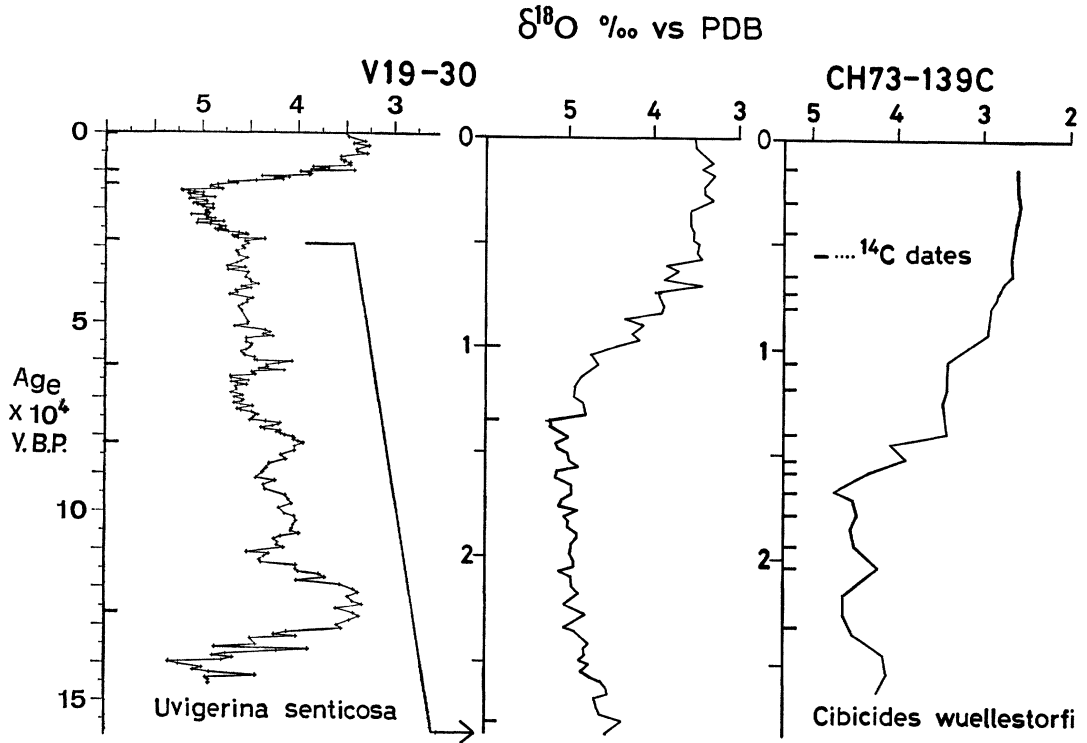 δ18O ‰ vs PDB
V19-30
CH73-139C
5 4 3
5 4 3
5 4 3 2
0
5
10
15
Age
x 10⁴
Y.B.P.
0
1
2
0
1
2
¹⁴C dates
Uvigerina senticosa
Cibicides wuellestorfi